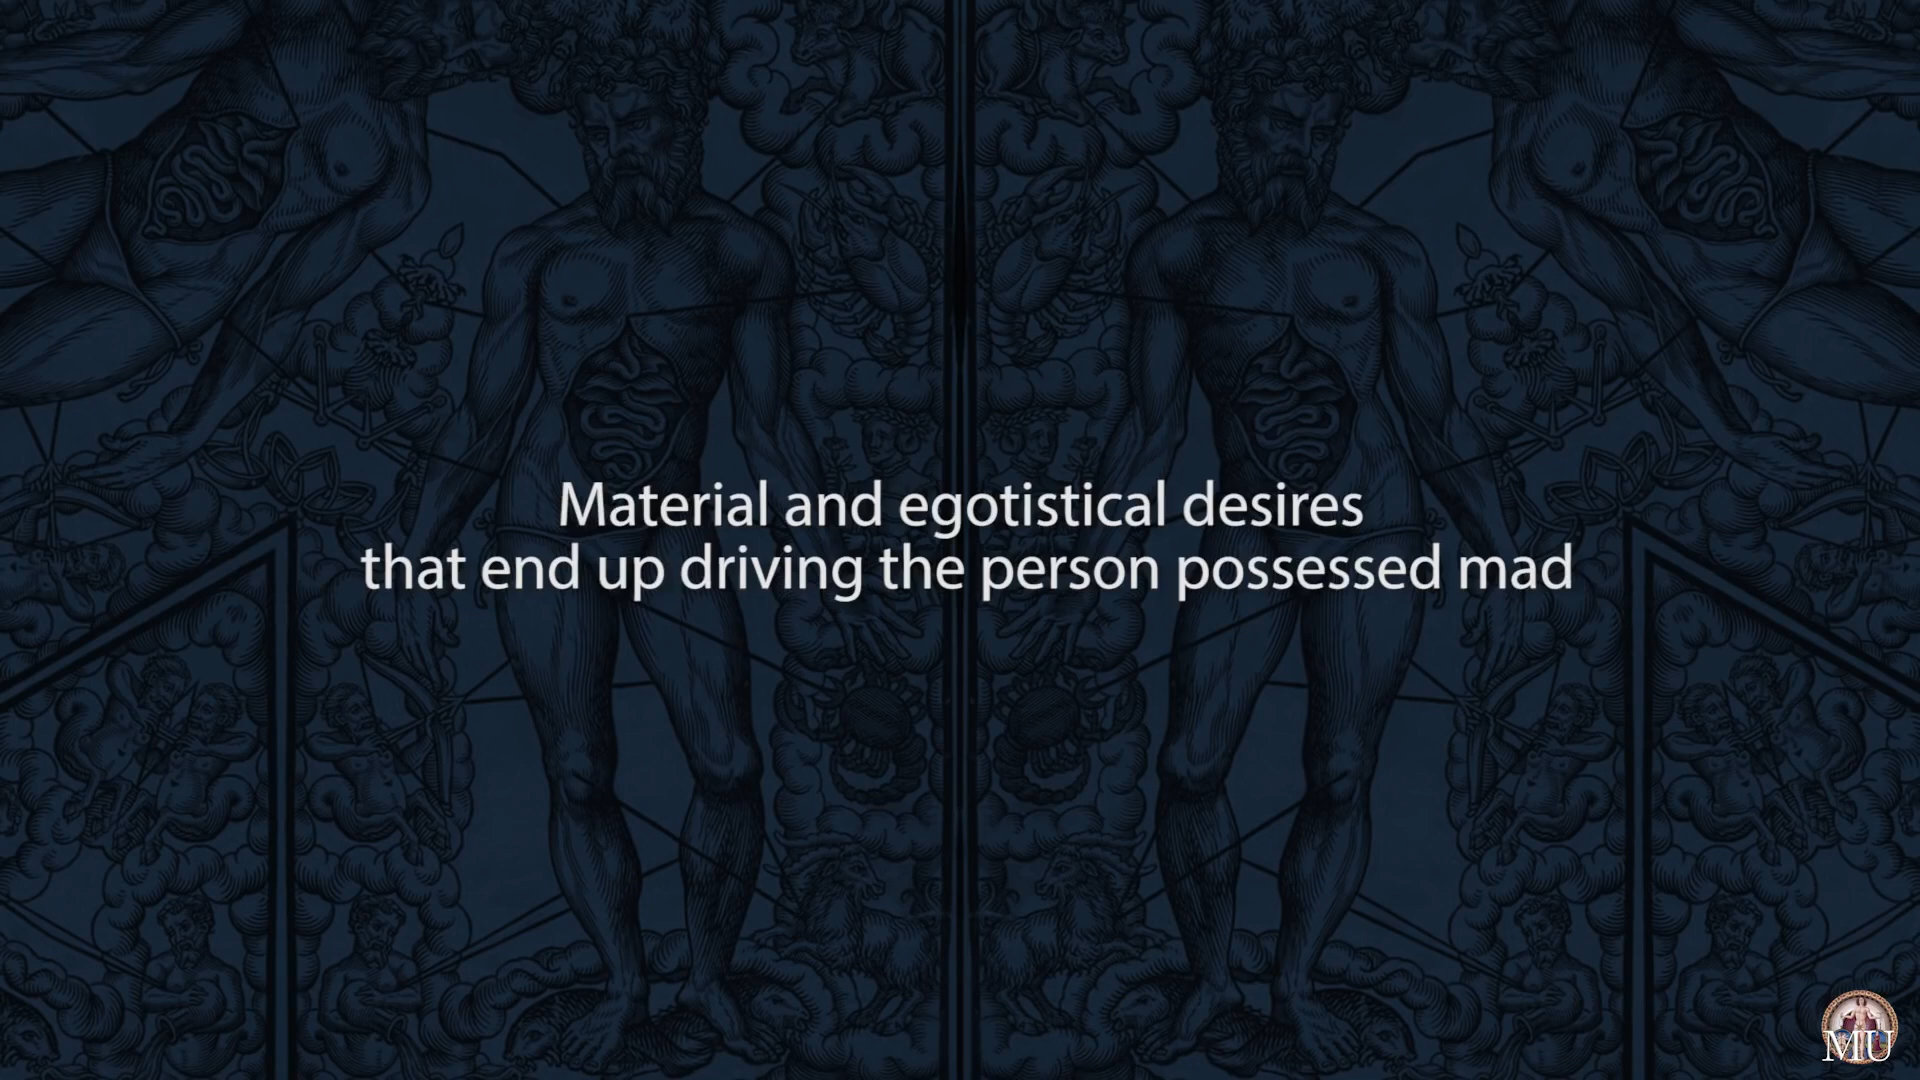 Material and egotistical desires
that end up driving the person possessed mad
MU